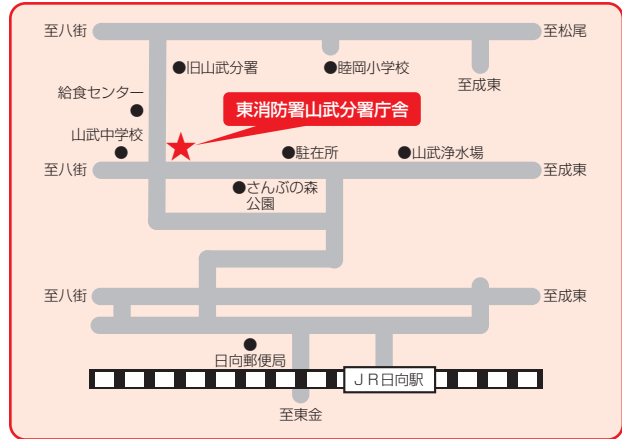 至八街
至松尾
●旧山武分署
●睦岡小学校
至成東
給食センター
東消防署山武分署庁舎
山武中学校
●駐在所
●山武浄水場
至八街
至成東
●さんぶの森
公園
至八街
至成東
日向郵便局
ＪＲ日向駅
至東金